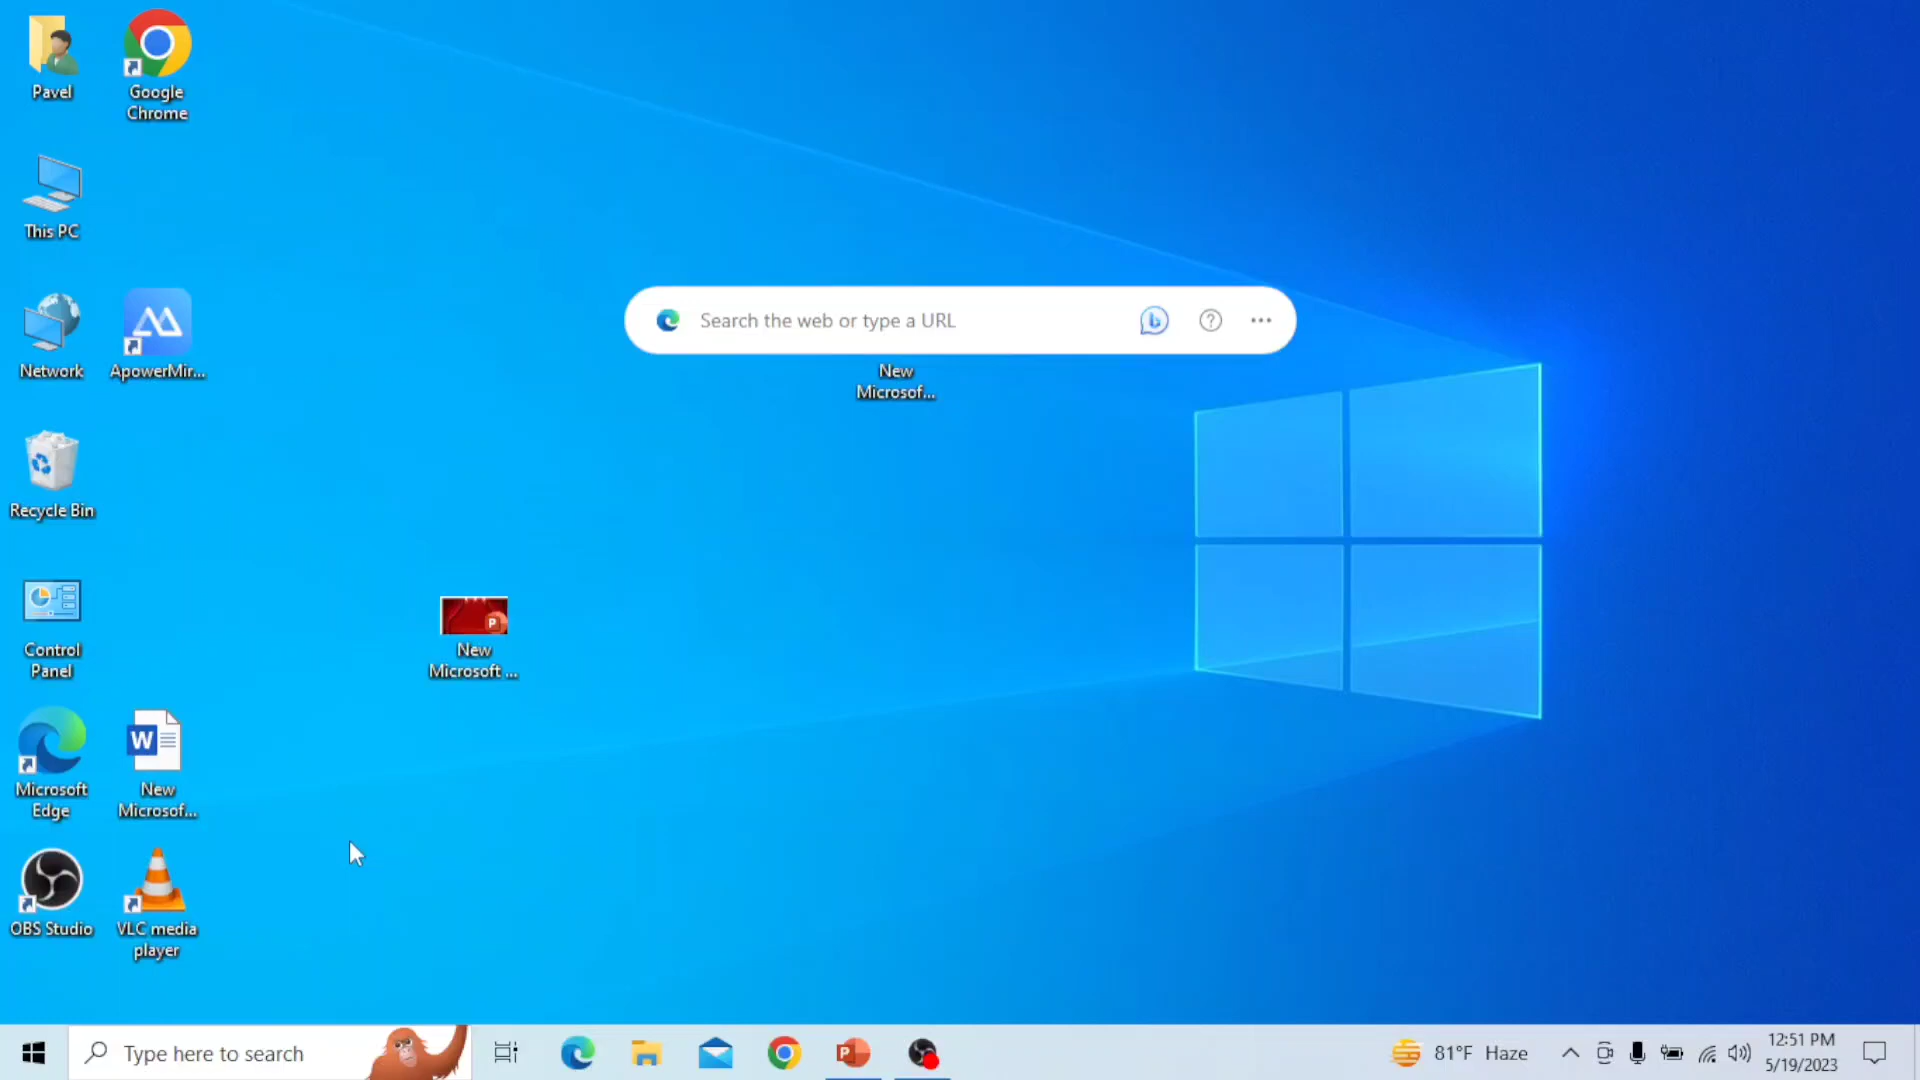 Pavel
Google
Chrome
This PC
Search the web or type a URL
Network
ApowerMir...
New
Microsof...
Recycle Bin
Control
Panel
New
Microsoft ...
Microsoft
Edge
W
New
Microsof...
P
OBS Studio
VLC media
player
Type here to search
P
81°F Haze
12:51 PM
5/19/2023